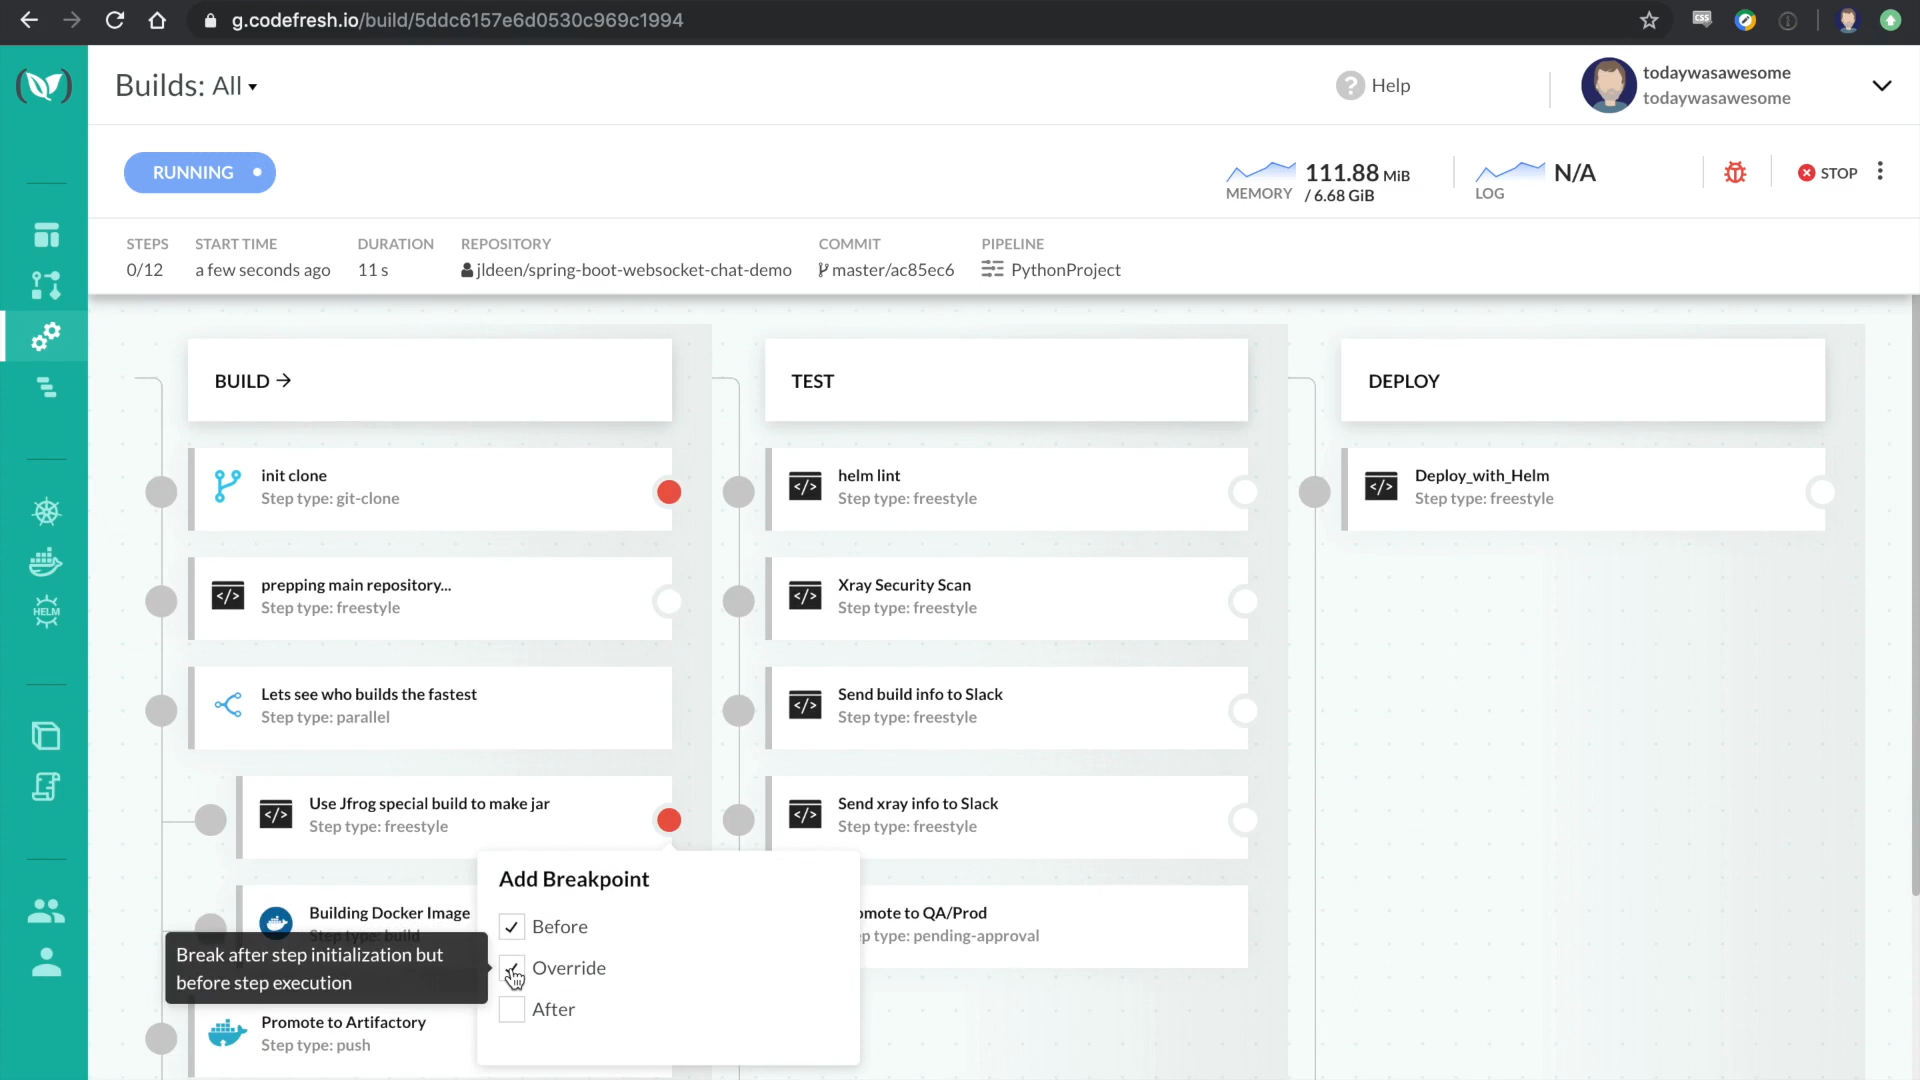 g.codefresh.io/build/5ddc6157e6d0530c969c1994
CSS
Builds: All
Help
todaywasawesome
todaywasawesome
RUNNING
MEMORY
111.88 MiB
/ 6.68 GiB
LOG
N/A
STOP
STEPS
0/12
START TIME
a few seconds ago
DURATION
11 s
REPOSITORY
jldeen/spring-boot-websocket-chat-demo
COMMIT
master/ac85ec6
PIPELINE
PythonProject
HELM
BUILD →
init clone
Step type: git-clone
prepping main repository...
Step type: freestyle
Lets see who builds the fastest
Step type: parallel
Use Jfrog special build to make jar
Step type: freestyle
Building Docker Image
Step type: build
Promote to Artifactory
Step type: push
Break after step initialization but
before step execution
Add Breakpoint
Before
Override
After
TEST
helm lint
Step type: freestyle
Xray Security Scan
Step type: freestyle
Send build info to Slack
Step type: freestyle
Send xray info to Slack
Step type: freestyle
omote to QA/Prod
p type: pending-approval
DEPLOY
Deploy_with_Helm
Step type: freestyle